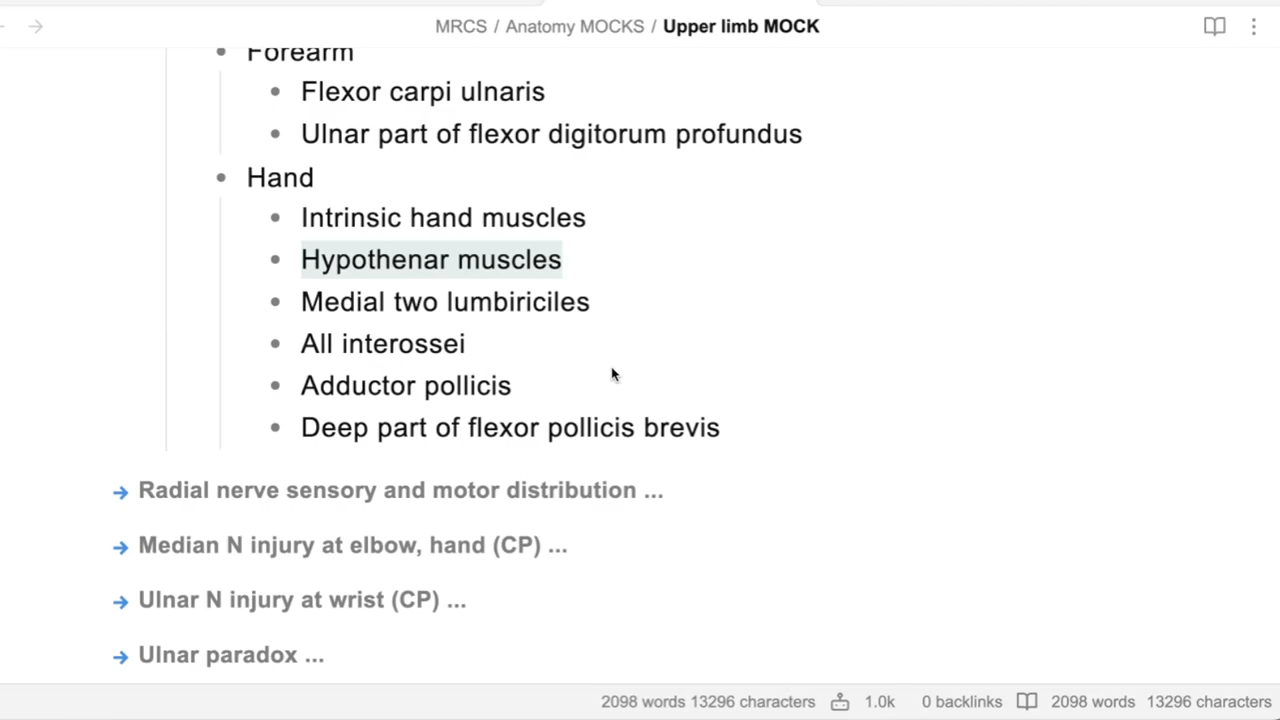 MRCS / Anatomy MOCKS / Upper limb MOCK
Forearm
Flexor carpi ulnaris
Ulnar part of flexor digitorum profundus
Hand
Intrinsic hand muscles
Hypothenar muscles
Medial two lumbiriciles
All interossei
Adductor pollicis
Deep part of flexor pollicis brevis
Radial nerve sensory and motor distribution ...
Median N injury at elbow, hand (CP) ...
Ulnar N injury at wrist (CP) ...
Ulnar paradox ...
2098 words 13296 characters 1.0k 0 backlinks 2098 words 13296 characters